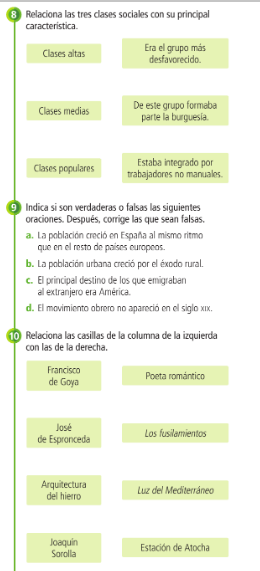 8 Relaciona las tres clases sociales con su principal
característica.
Clases altas
Era el grupo más
desfavorecido.
Clases medias
De este grupo formaba
parte la burguesía.
Clases populares
Estaba integrado por
trabajadores no manuales.
9 Indica si son verdaderas o falsas las siguientes
oraciones. Después, corrige las que sean falsas.
a. La población creció en España al mismo ritmo
que en el resto de países europeos.
b. La población urbana creció por el éxodo rural.
c. El principal destino de los que emigraban
al extranjero era América.
d. El movimiento obrero no apareció en el siglo XIX.
10 Relaciona las casillas de la columna de la izquierda
con las de la derecha.
Francisco
de Goya
Poeta romántico
José
de Espronceda
Los fusilamientos
Arquitectura
del hierro
Luz del Mediterráneo
Joaquín
Sorolla
Estación de Atocha